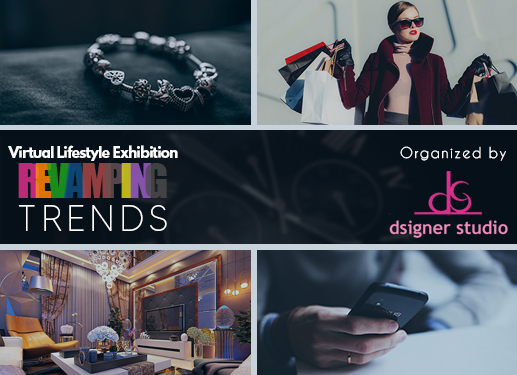 Virtual Lifestyle Exhibition
REVAMPING
TRENDS
Organized by
ds
dsigner studio